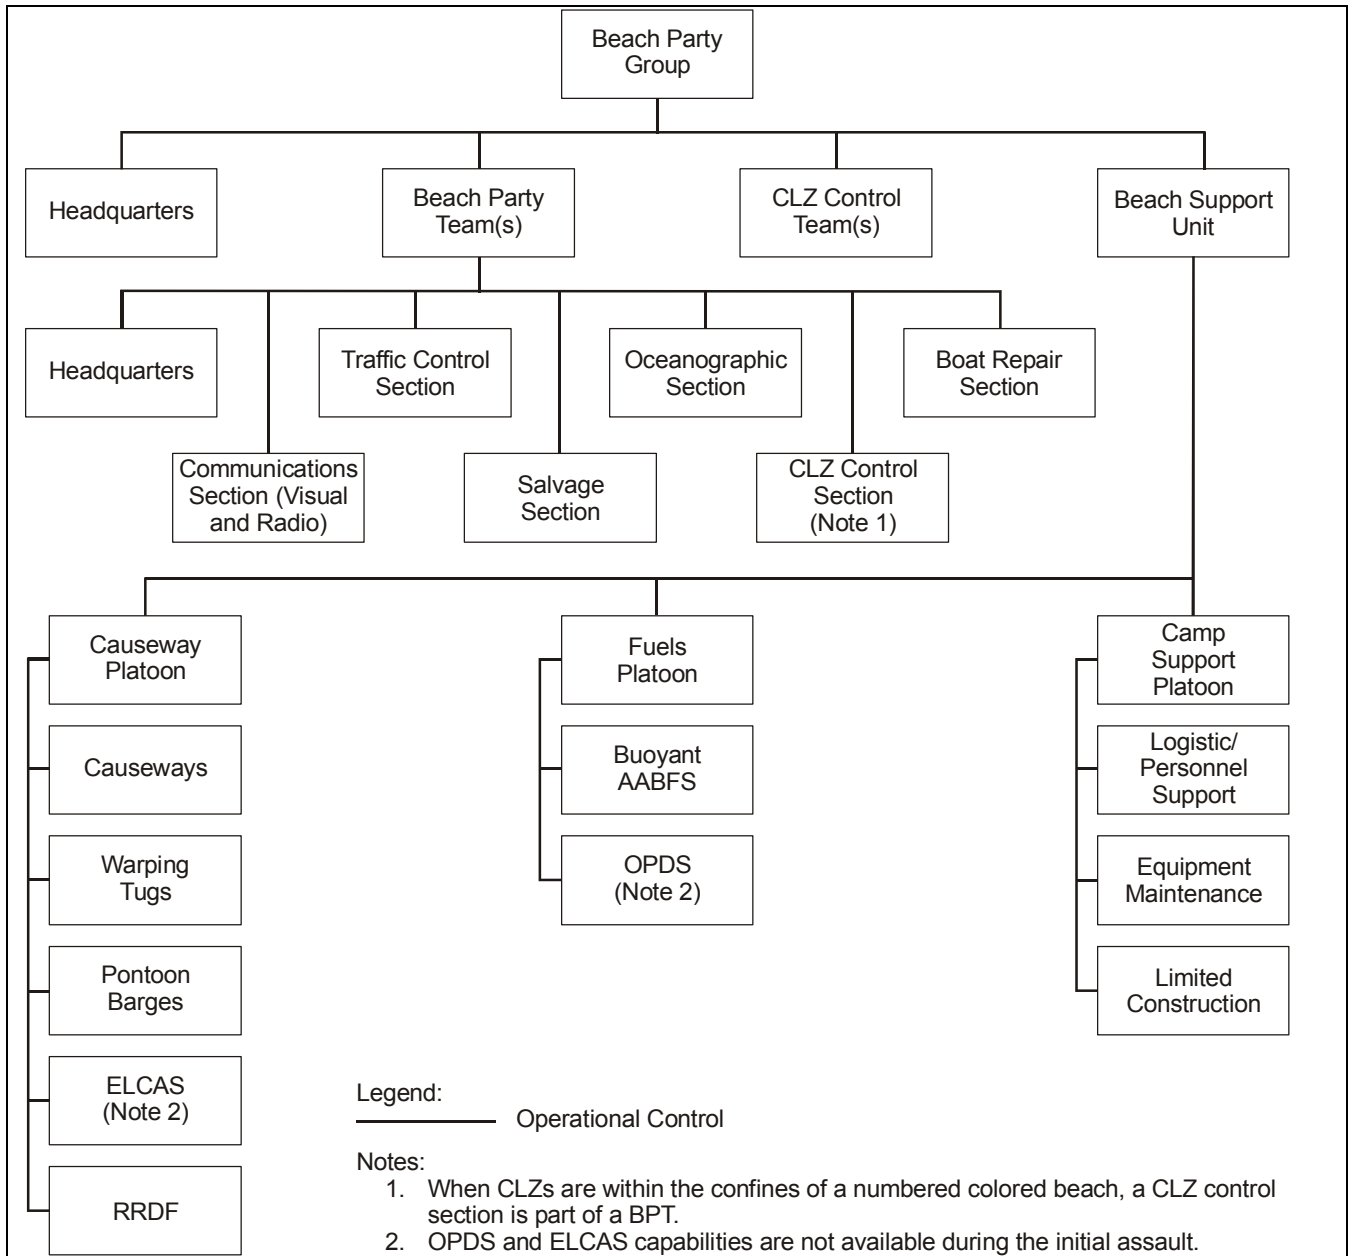 Beach Party
Group
Headquarters
Beach Party
Team(s)
CLZ Control
Team(s)
Beach Support
Unit
Headquarters
Traffic Control
Section
Oceanographic
Section
Boat Repair
Section
Communications
Section (Visual
and Radio)
Salvage
Section
CLZ Control
Section
(Note 1)
Causeway
Platoon
Fuels
Platoon
Camp
Support
Platoon
Causeways
Buoyant
AABFS
Logistic/
Personnel
Support
Warping
Tugs
OPDS
(Note 2)
Equipment
Maintenance
Pontoon
Barges
Limited
Construction
ELCAS
(Note 2)
RRDF
Legend:
Operational Control
Notes:
1. When CLZs are within the confines of a numbered colored beach, a CLZ control
section is part of a BPT.
2. OPDS and ELCAS capabilities are not available during the initial assault.